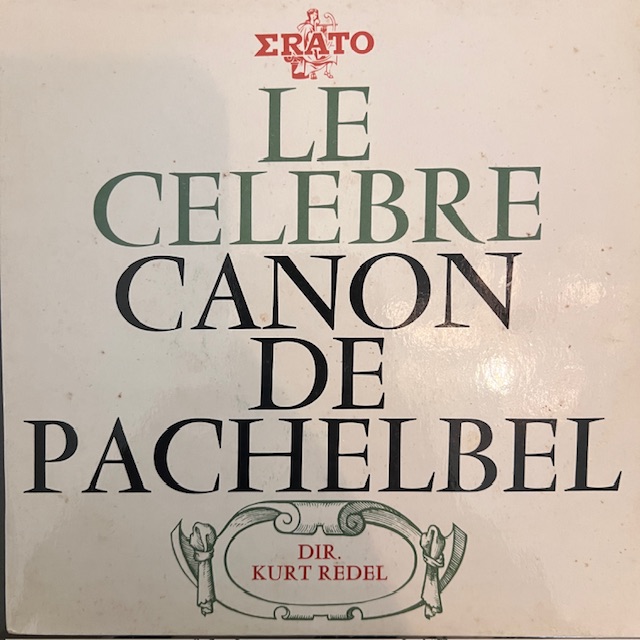 ΣRATO
LE
CELEBRE
CANON
DE
PACHELBEL
DIR.
KURT REDEL